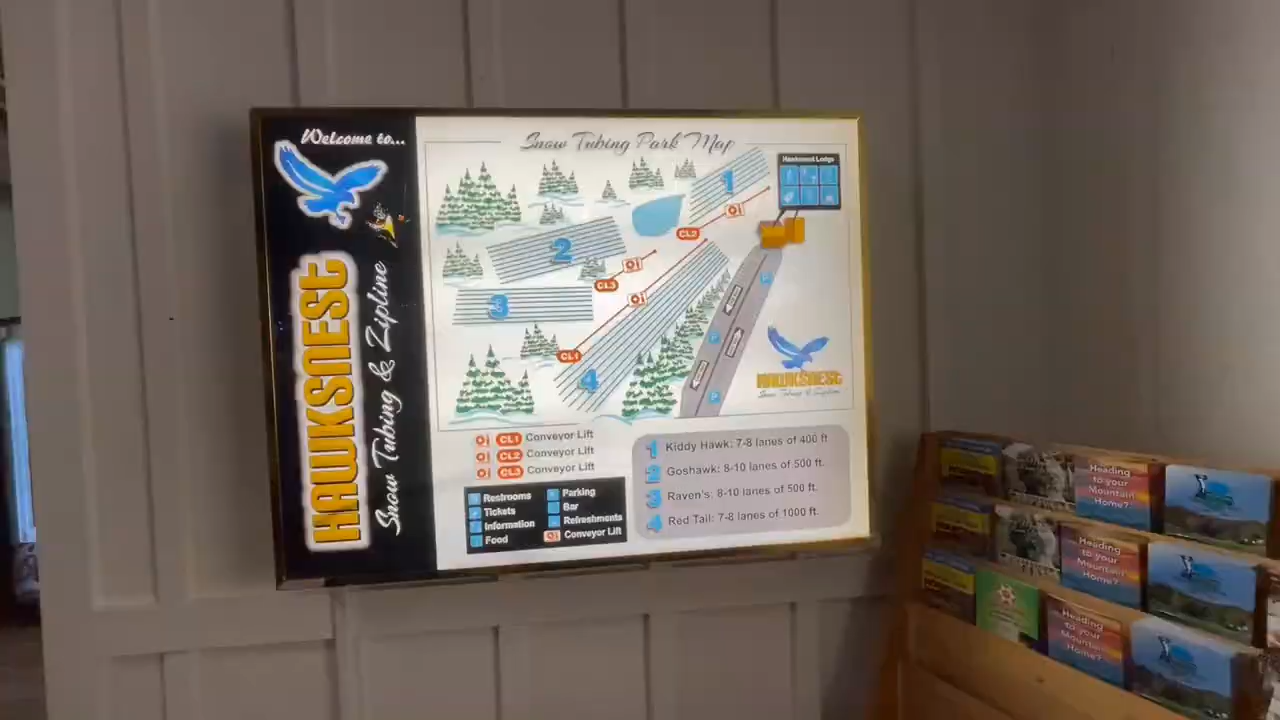 Welcome to...
HAWKSNEST
Snow Tubing & Zipline
Snow Tubing Park Map
Hawksnest Lodge
1
CL2
2
CL3
3
CL1
4
P
P
P
HAWKSNEST
Snow Tubing & Zipline
CL1 Conveyor Lift
CL2 Conveyor Lift
CL3 Conveyor Lift
Restrooms
Tickets
Information
Food
Parking
Bar
Refreshments
Conveyor Lift
1 Kiddy Hawk: 7-8 lanes of 400 ft
2 Goshawk: 8-10 lanes of 500 ft.
3 Raven's: 8-10 lanes of 500 ft.
4 Red Tail: 7-8 lanes of 1000 ft.
Heading
to your
Mountain
Home?
Heading
to your
Mountain
Home?
Heading
to your
Mountain
Home?